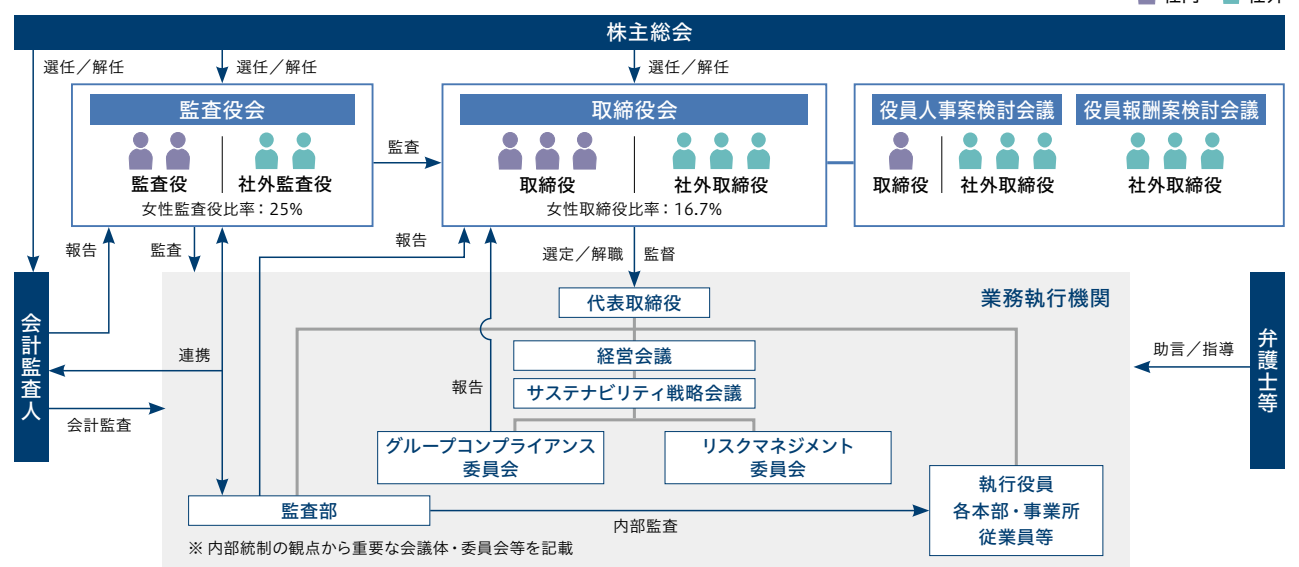 株主総会
選任／解任
選任／解任
選任／解任
監査役会
監査役
社外監査役
女性監査役比率：25%
監査
取締役会
取締役
社外取締役
女性取締役比率：16.7%
役員人事案検討会議
役員報酬案検討会議
取締役
社外取締役
社外取締役
報告
監査
報告
選定／解職
監督
会計監査人
代表取締役
業務執行機関
弁護士等
助言／指導
連携
経営会議
報告
サステナビリティ戦略会議
会計監査
グループコンプライアンス
委員会
リスクマネジメント
委員会
監査部
内部監査
執行役員
各本部・事業所
従業員等
※ 内部統制の観点から重要な会議体・委員会等を記載